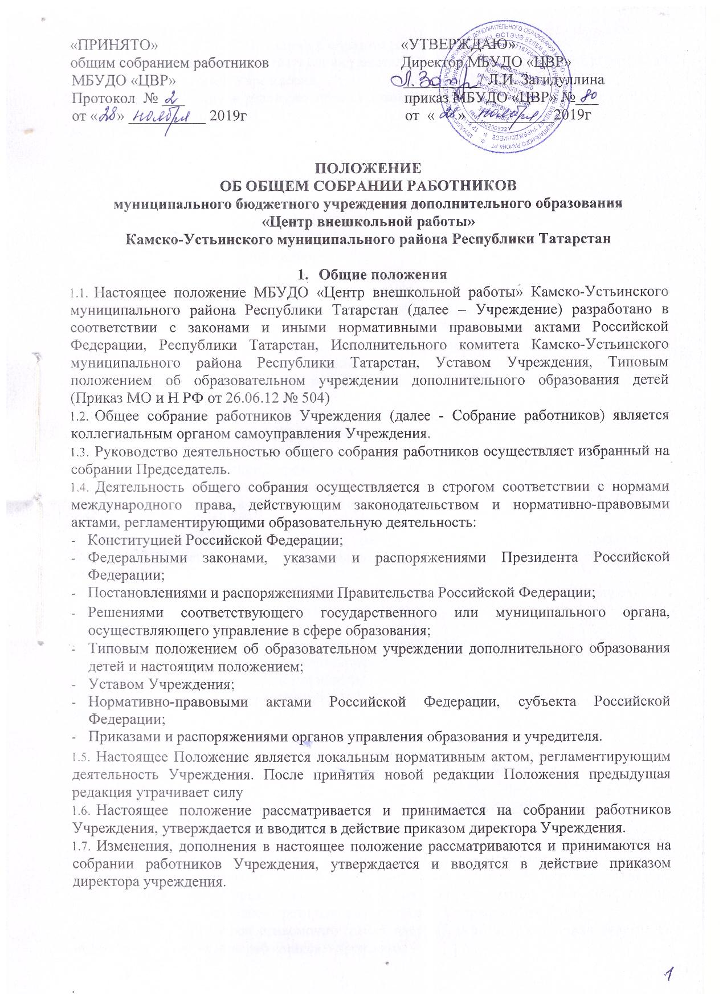 «ПРИНЯТО»
общим собранием работников
МБУДО «ЦВР»
Протокол № 2
от «28» ноября 2019г
«УТВЕРЖДАЮ»
Директор МБУДО «ЦВР»
Л.И. Загидуллина
приказ МБУДО «ЦВР» № 80
от « 28 » ноября 2019г
ПОЛОЖЕНИЕ
ОБ ОБЩЕМ СОБРАНИИ РАБОТНИКОВ
муниципального бюджетного учреждения дополнительного образования
«Центр внешкольной работы»
Камско-Устьинского муниципального района Республики Татарстан
1. Общие положения
1.1. Настоящее положение МБУДО «Центр внешкольной работы» Камско-Устьинского
муниципального района Республики Татарстан (далее – Учреждение) разработано в
соответствии с законами и иными нормативными правовыми актами Российской
Федерации, Республики Татарстан, Исполнительного комитета Камско-Устьинского
муниципального района Республики Татарстан, Уставом Учреждения, Типовым
положением об образовательном учреждении дополнительного образования детей
(Приказ МО и Н РФ от 26.06.12 № 504)
1.2. Общее собрание работников Учреждения (далее - Собрание работников) является
коллегиальным органом самоуправления Учреждения.
1.3. Руководство деятельностью общего собрания работников осуществляет избранный на
собрании Председатель.
1.4. Деятельность общего собрания осуществляется в строгом соответствии с нормами
международного права, действующим законодательством и нормативно-правовыми
актами, регламентирующими образовательную деятельность:
- Конституцией Российской Федерации;
- Федеральными законами, указами и распоряжениями Президента Российской
Федерации;
- Постановлениями и распоряжениями Правительства Российской Федерации;
- Решениями соответствующего государственного или муниципального органа,
осуществляющего управление в сфере образования;
- Типовым положением об образовательном учреждении дополнительного образования
детей и настоящим положением;
- Уставом Учреждения;
- Нормативно-правовыми актами Российской Федерации, субъекта Российской
Федерации;
- Приказами и распоряжениями органов управления образования и учредителя.
1.5. Настоящее Положение является локальным нормативным актом, регламентирующим
деятельность Учреждения. После принятия новой редакции Положения предыдущая
редакция утрачивает силу
1.6. Настоящее положение рассматривается и принимается на собрании работников
Учреждения, утверждается и вводится в действие приказом директора Учреждения.
1.7. Изменения, дополнения в настоящее положение рассматриваются и принимаются на
собрании работников Учреждения, утверждается и вводятся в действие приказом
директора учреждения.
1